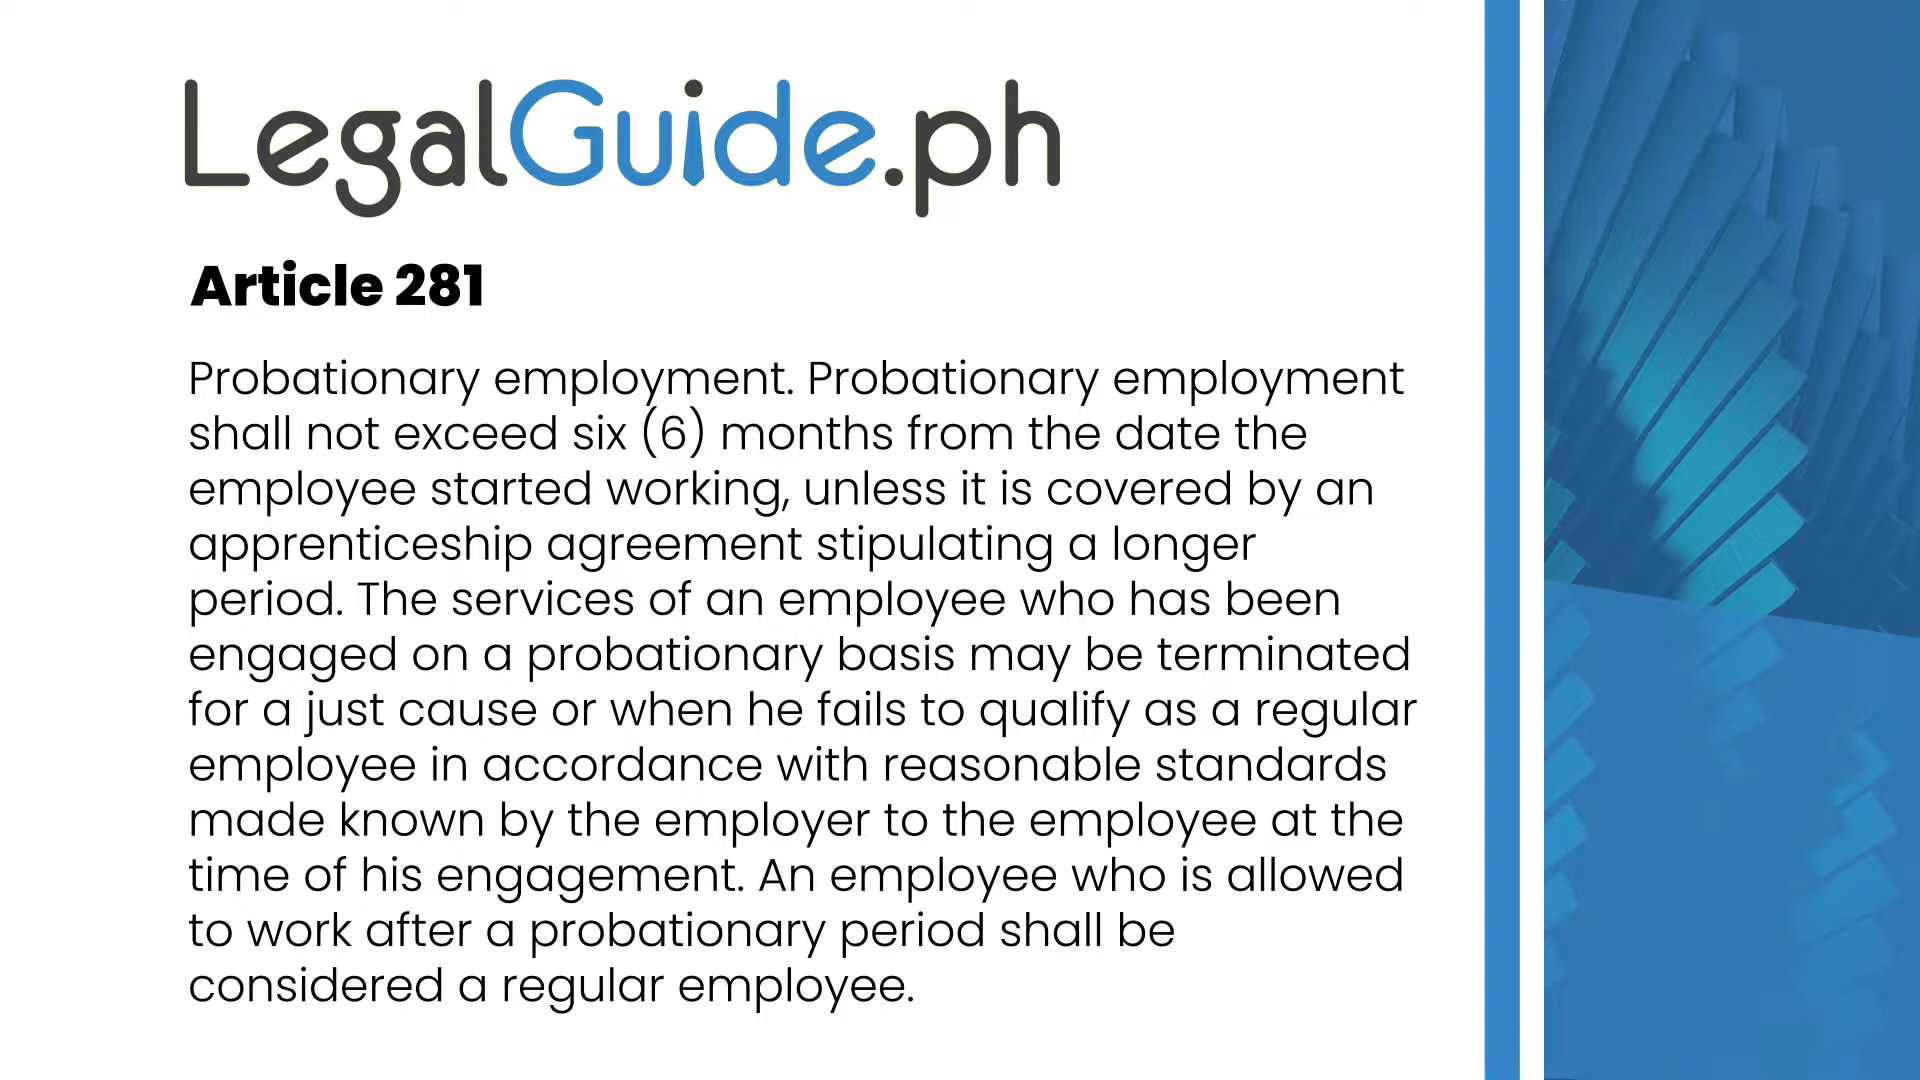 LegalGuide.ph
Article 281
Probationary employment. Probationary employment
shall not exceed six (6) months from the date the
employee started working, unless it is covered by an
apprenticeship agreement stipulating a longer
period. The services of an employee who has been
engaged on a probationary basis may be terminated
for a just cause or when he fails to qualify as a regular
employee in accordance with reasonable standards
made known by the employer to the employee at the
time of his engagement. An employee who is allowed
to work after a probationary period shall be
considered a regular employee.